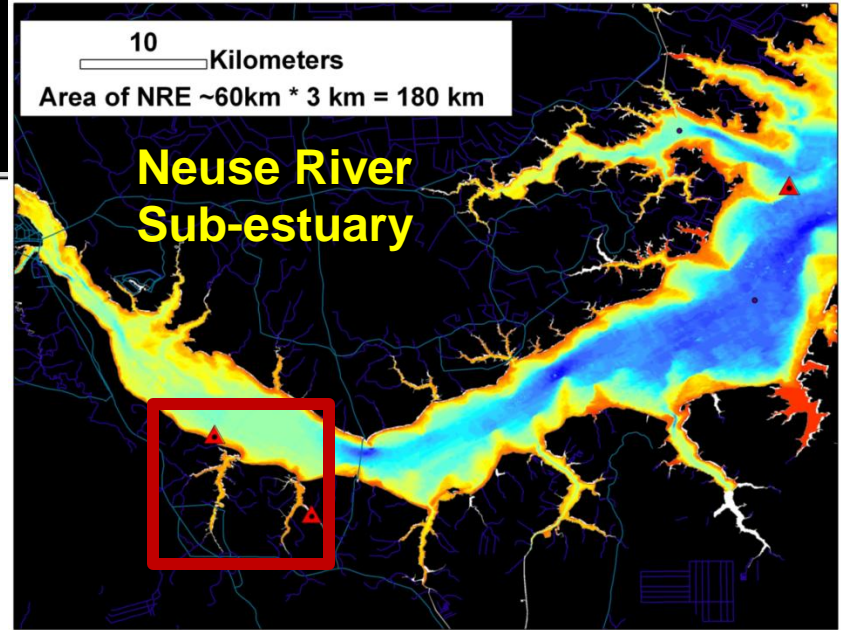 10
Kilometers
Area of NRE ~60km * 3 km = 180 km
Neuse River
Sub-estuary